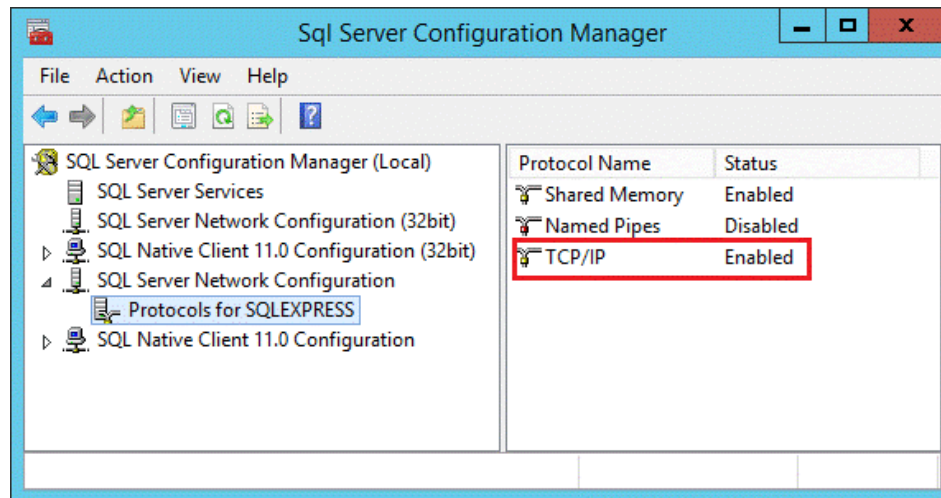 Sql Server Configuration Manager
File Action View Help
SQL Server Configuration Manager (Local)
SQL Server Services
SQL Server Network Configuration (32bit)
SQL Native Client 11.0 Configuration (32bit)
SQL Server Network Configuration
Protocols for SQLEXPRESS
SQL Native Client 11.0 Configuration
Protocol Name Status
Shared Memory Enabled
Named Pipes Disabled
TCP/IP Enabled